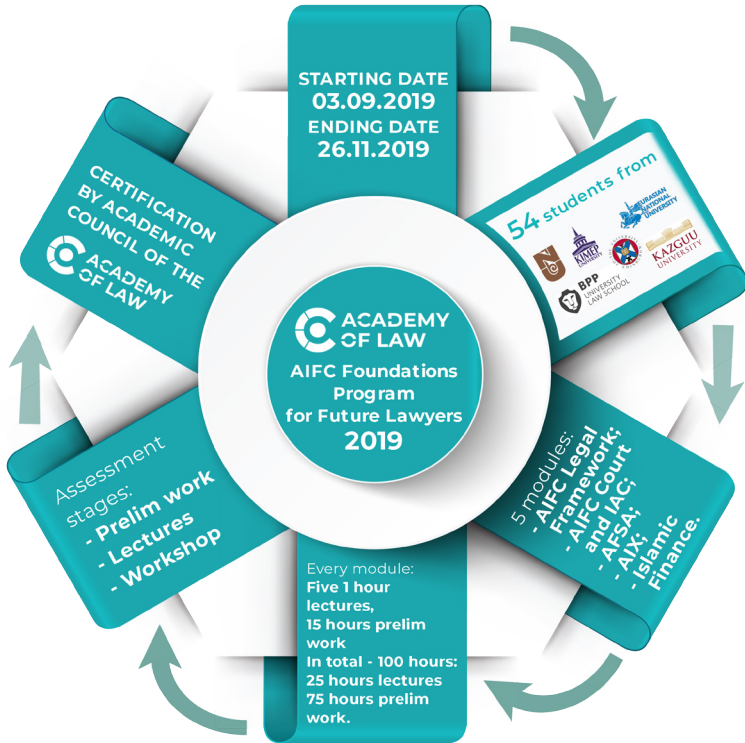 STARTING DATE
03.09.2019
ENDING DATE
26.11.2019
54 students from
EURASIAN
NATIONAL
UNIVERSITY
KIMEP
UNIVERSITY
KAZGUU
UNIVERSITY
BPP
UNIVERSITY
LAW SCHOOL
5 modules:
- AIFC Legal
Framework;
- AIFC Court
and IAC;
- AFSA;
- AIX;
- Islamic
Finance.
Every module:
Five 1 hour
lectures,
15 hours prelim
work
In total - 100 hours:
25 hours lectures
75 hours prelim
work.
Assessment
stages:
- Prelim work
- Lectures
- Workshop
CERTIFICATION
BY ACADEMIC
COUNCIL OF THE
ACADEMY
OF LAW
ACADEMY
OF LAW
AIFC Foundations
Program
for Future Lawyers
2019